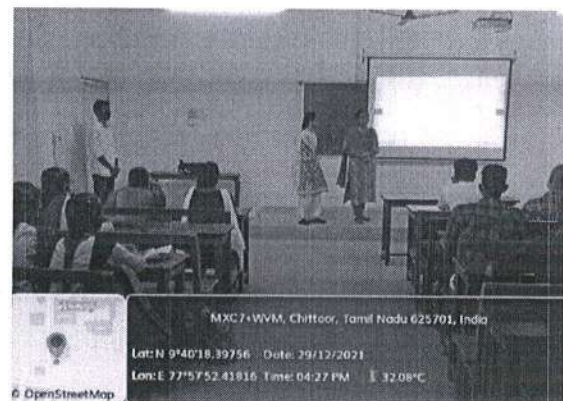 MXC7+WVM, Chittoor, Tamil Nadu 625701, India
Lat: N 9°40'18.39756 Date: 29/12/2021
Lon: E 77°57'52.41816 Time: 04:27 PM 32.08°C
© OpenStreetMap